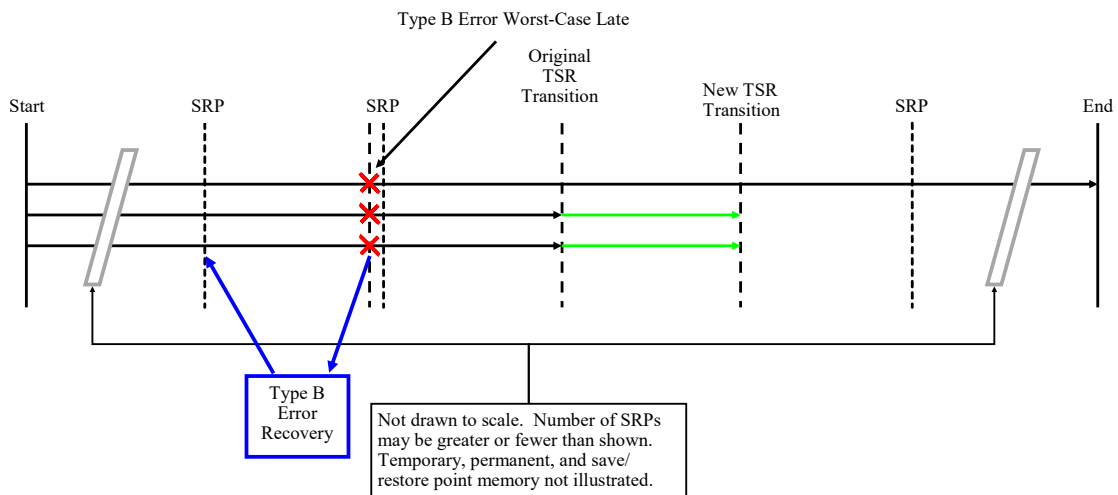 Type B Error Worst-Case Late
Original
TSR
Transition
New TSR
Transition
Start
SRP
SRP
SRP
End
Type B
Error
Recovery
Not drawn to scale.  Number of SRPs
may be greater or fewer than shown.
Temporary, permanent, and save/
restore point memory not illustrated.